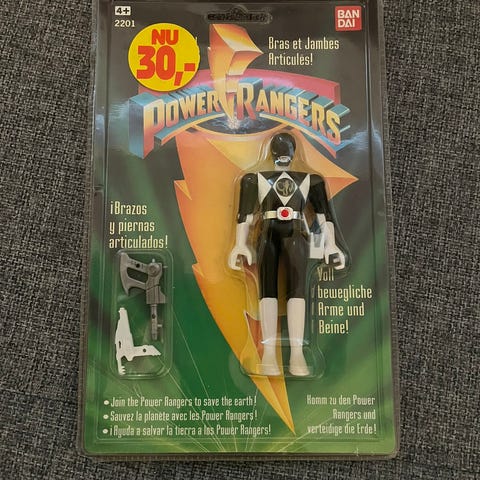 4+
2201
NU
30,-
Bras et Jambes
Articulés!
BAN
DAI
POWER RANGERS
¡Brazos
y piernas
articulados!
Voll
bewegliche
Arme und
Beine!
• Join the Power Rangers to save the earth!
• Sauvez la planète avec les Power Rangers!
• ¡Ayuda a salvar la tierra a los Power Rangers!
Komm zu den Power
Rangers und
verteidige die Erde!